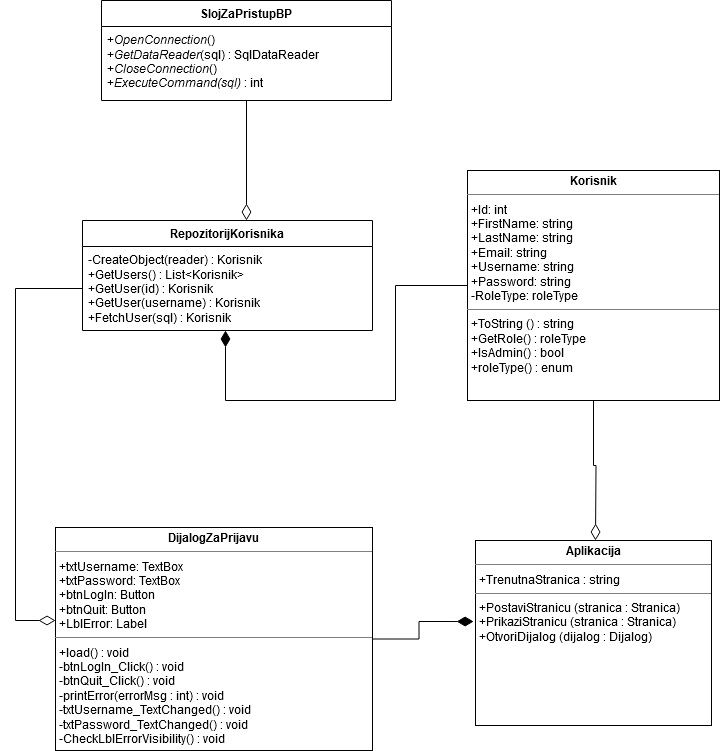 SlojZaPristupBP
+OpenConnection()
+GetDataReader(sql) : SqlDataReader
+CloseConnection()
+ExecuteCommand(sql) : int
Korisnik
+Id: int
+FirstName: string
+LastName: string
+Email: string
+Username: string
+Password: string
-RoleType: roleType
+ToString () : string
+GetRole() : roleType
+IsAdmin() : bool
+roleType() : enum
RepozitorijKorisnika
-CreateObject(reader) : Korisnik
+GetUsers() : List<Korisnik>
+GetUser(id) : Korisnik
+GetUser(username) : Korisnik
+FetchUser(sql) : Korisnik
DijalogZaPrijavu
+txtUsername: TextBox
+txtPassword: TextBox
+btnLogIn: Button
+btnQuit: Button
+LblError: Label
+load() : void
-btnLogIn_Click() : void
-btnQuit_Click() : void
-printError(errorMsg : int) : void
-txtUsername_TextChanged() : void
-txtPassword_TextChanged() : void
-CheckLblErrorVisibility() : void
Aplikacija
+TrenutnaStranica : string
+PostaviStranicu (stranica : Stranica)
+PrikaziStranicu (stranica : Stranica)
+OtvoriDijalog (dijalog : Dijalog)